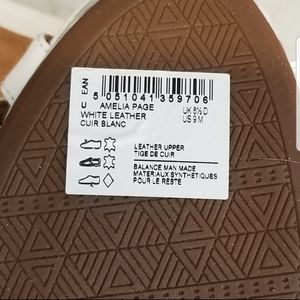 EAN
5 051041 359706
U AMELIA PAGE UK 6½ D
WHITE LEATHER US 9 M
CUIR BLANC
LEATHER UPPER
TIGE DE CUIR
BALANCE MAN MADE
MATERIAUX SYNTHÉTIQUES
POUR LE RESTE